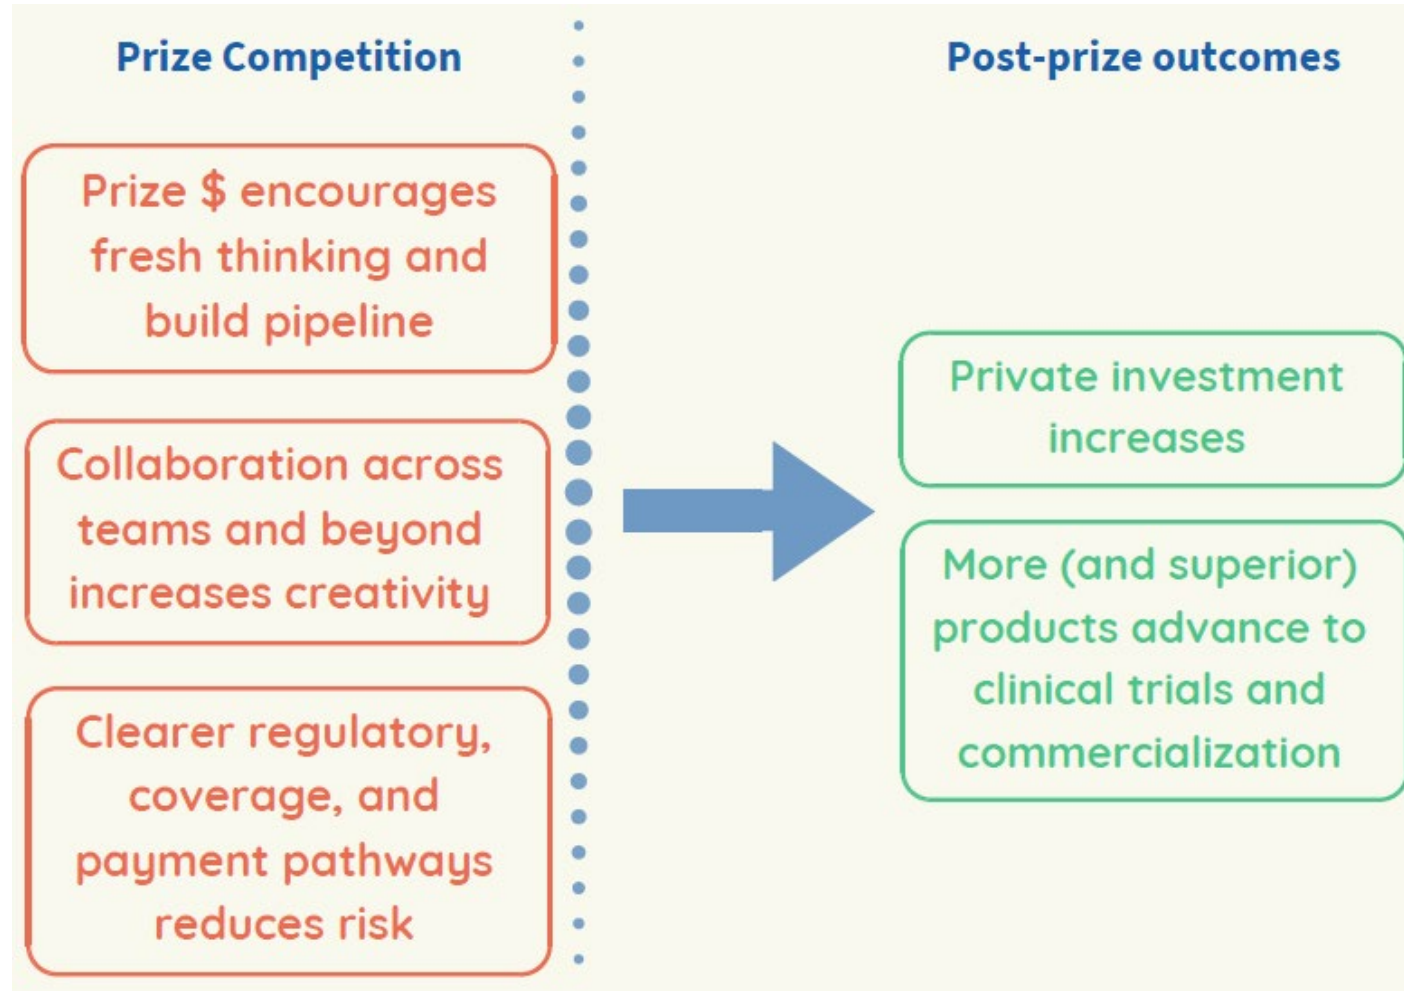 Prize Competition
Prize $ encourages
fresh thinking and
build pipeline
Collaboration across
teams and beyond
increases creativity
Clearer regulatory,
coverage, and
payment pathways
reduces risk
Post-prize outcomes
Private investment
increases
More (and superior)
products advance to
clinical trials and
commercialization